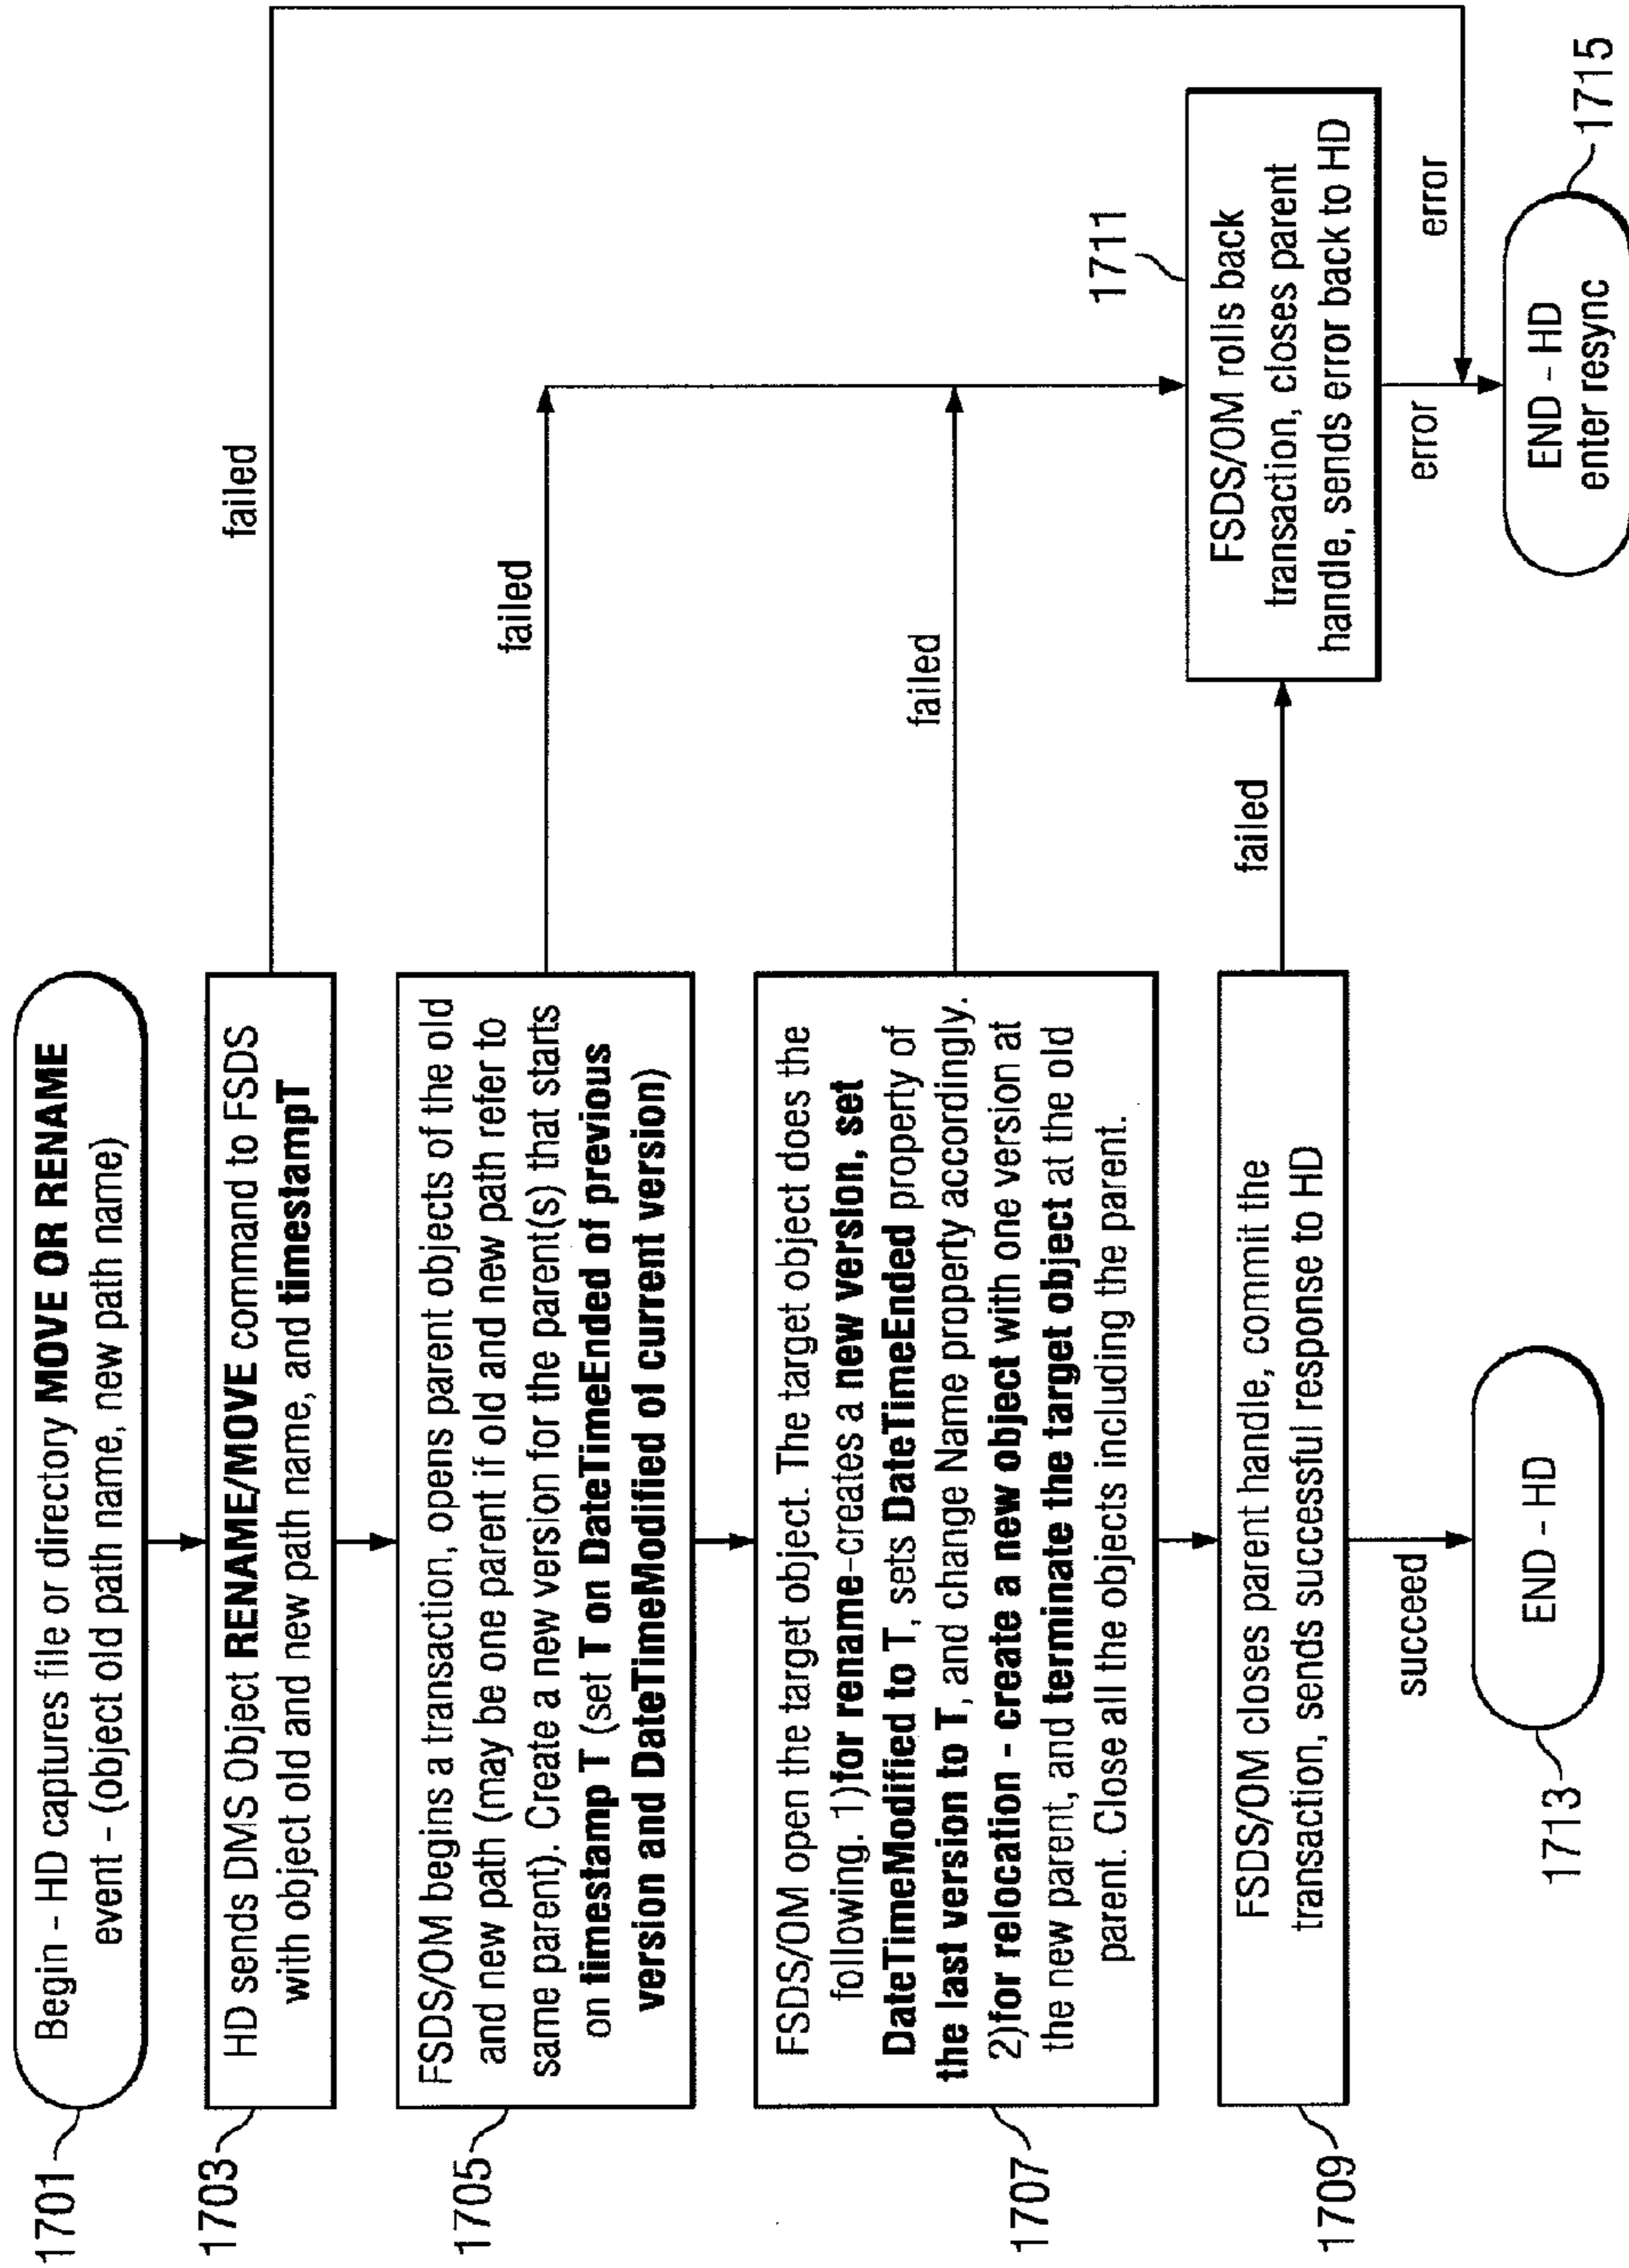 1701
Begin - HD captures file or directory MOVE OR RENAME
event - (object old path name, new path name)
1703
HD sends DMS Object RENAME/MOVE command to FSDS
with object old and new path name, and timestampT
failed
1705
FSDS/OM begins a transaction, opens parent objects of the old
and new path (may be one parent if old and new path refer to
same parent). Create a new version for the parent(s) that starts
on timestamp T (set T on DateTimeEnded of previous
version and DateTimeModified of current version)
failed
1707
FSDS/OM open the target object. The target object does the
following. 1)for rename-creates a new version, set
DateTimeModified to T, sets DateTimeEnded property of
the last version to T, and change Name property accordingly.
2)for relocation - create a new object with one version at
the new parent, and terminate the target object at the old
parent. Close all the objects including the parent.
failed
1709
FSDS/OM closes parent handle, commit the
transaction, sends successful response to HD
failed
1711
FSDS/OM rolls back
transaction, closes parent
handle, sends error back to HD
succeed
error
error
1713
END - HD
END - HD
enter resync
1715